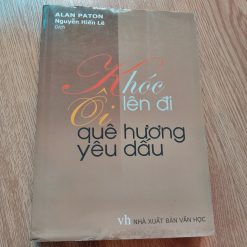 ALAN PATON
Nguyễn Hiến Lê
Dịch
Khóc
lên đi
Ôi
quê hương
yêu dấu
vh NHÀ XUẤT BẢN VĂN HỌC